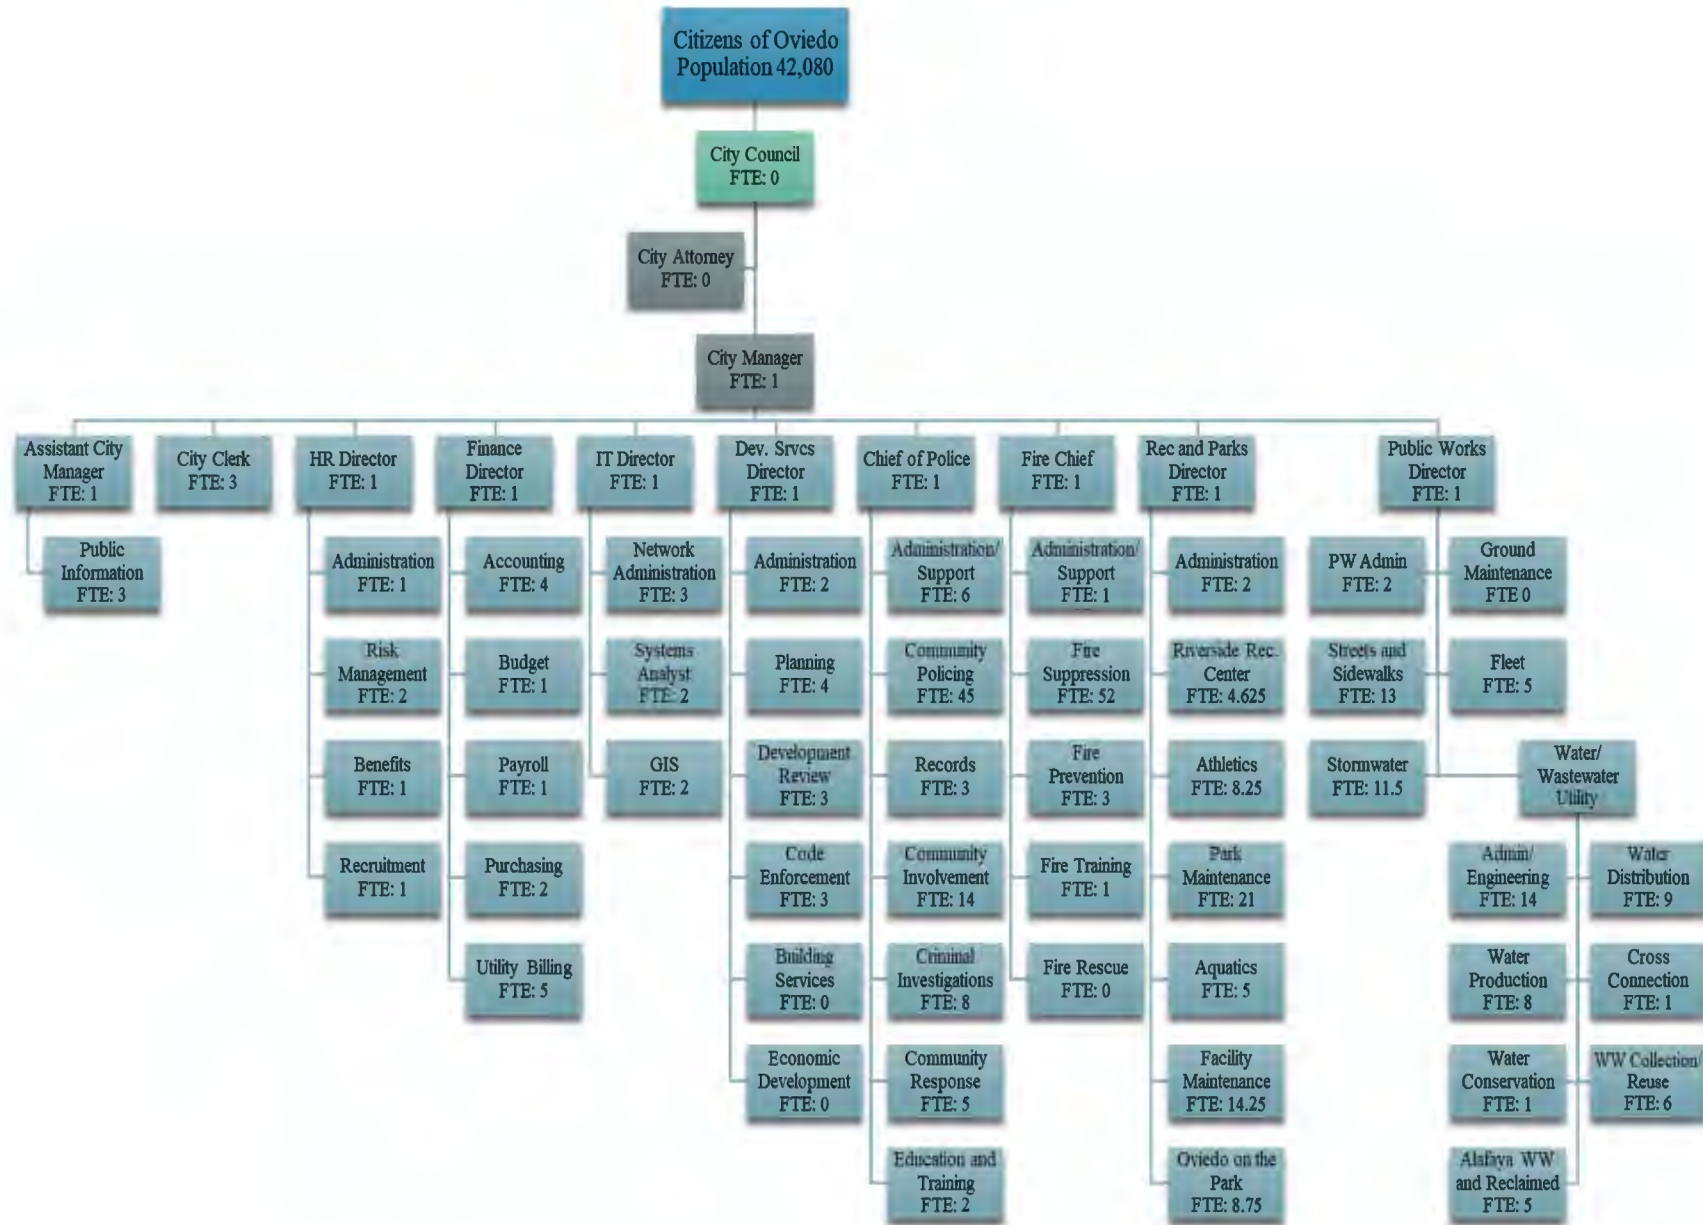 Citizens of Oviedo
Population 42,080
City Council
FTE: 0
City Attorney
FTE: 0
City Manager
FTE: 1
Assistant City
Manager
FTE: 1
Public
Information
FTE: 3
City Clerk
FTE: 3
HR Director
FTE: 1
Administration
FTE: 1
Risk
Management
FTE: 2
Benefits
FTE: 1
Recruitment
FTE: 1
Finance
Director
FTE: 1
Accounting
FTE: 4
Budget
FTE: 1
Payroll
FTE: 1
Purchasing
FTE: 2
Utility Billing
FTE: 5
IT Director
FTE: 1
Network
Administration
FTE: 3
Systems
Analyst
FTE: 2
GIS
FTE: 2
Dev. Srvcs
Director
FTE: 1
Administration
FTE: 2
Planning
FTE: 4
Development
Review
FTE: 3
Code
Enforcement
FTE: 3
Building
Services
FTE: 0
Economic
Development
FTE: 0
Chief of Police
FTE: 1
Administration/
Support
FTE: 6
Community
Policing
FTE: 45
Records
FTE: 3
Community
Involvement
FTE: 14
Criminal
Investigations
FTE: 8
Community
Response
FTE: 5
Education and
Training
FTE: 2
Fire Chief
FTE: 1
Administration/
Support
FTE: 1
Fire
Suppression
FTE: 52
Fire
Prevention
FTE: 3
Fire Training
FTE: 1
Fire Rescue
FTE: 0
Rec and Parks
Director
FTE: 1
Administration
FTE: 2
Riverside Rec.
Center
FTE: 4.625
Athletics
FTE: 8.25
Park
Maintenance
FTE: 21
Aquatics
FTE: 5
Facility
Maintenance
FTE: 14.25
Oviedo on the
Park
FTE: 8.75
Public Works
Director
FTE: 1
PW Admin
FTE: 2
Ground
Maintenance
FTE 0
Streets and
Sidewalks
FTE: 13
Fleet
FTE: 5
Stormwater
FTE: 11.5
Water/
Wastewater
Utility
Admin/
Engineering
FTE: 14
Water
Distribution
FTE: 9
Water
Production
FTE: 8
Cross
Connection
FTE: 1
Water
Conservation
FTE: 1
WW Collection/
Reuse
FTE: 6
Alafaya WW
and Reclaimed
FTE: 5